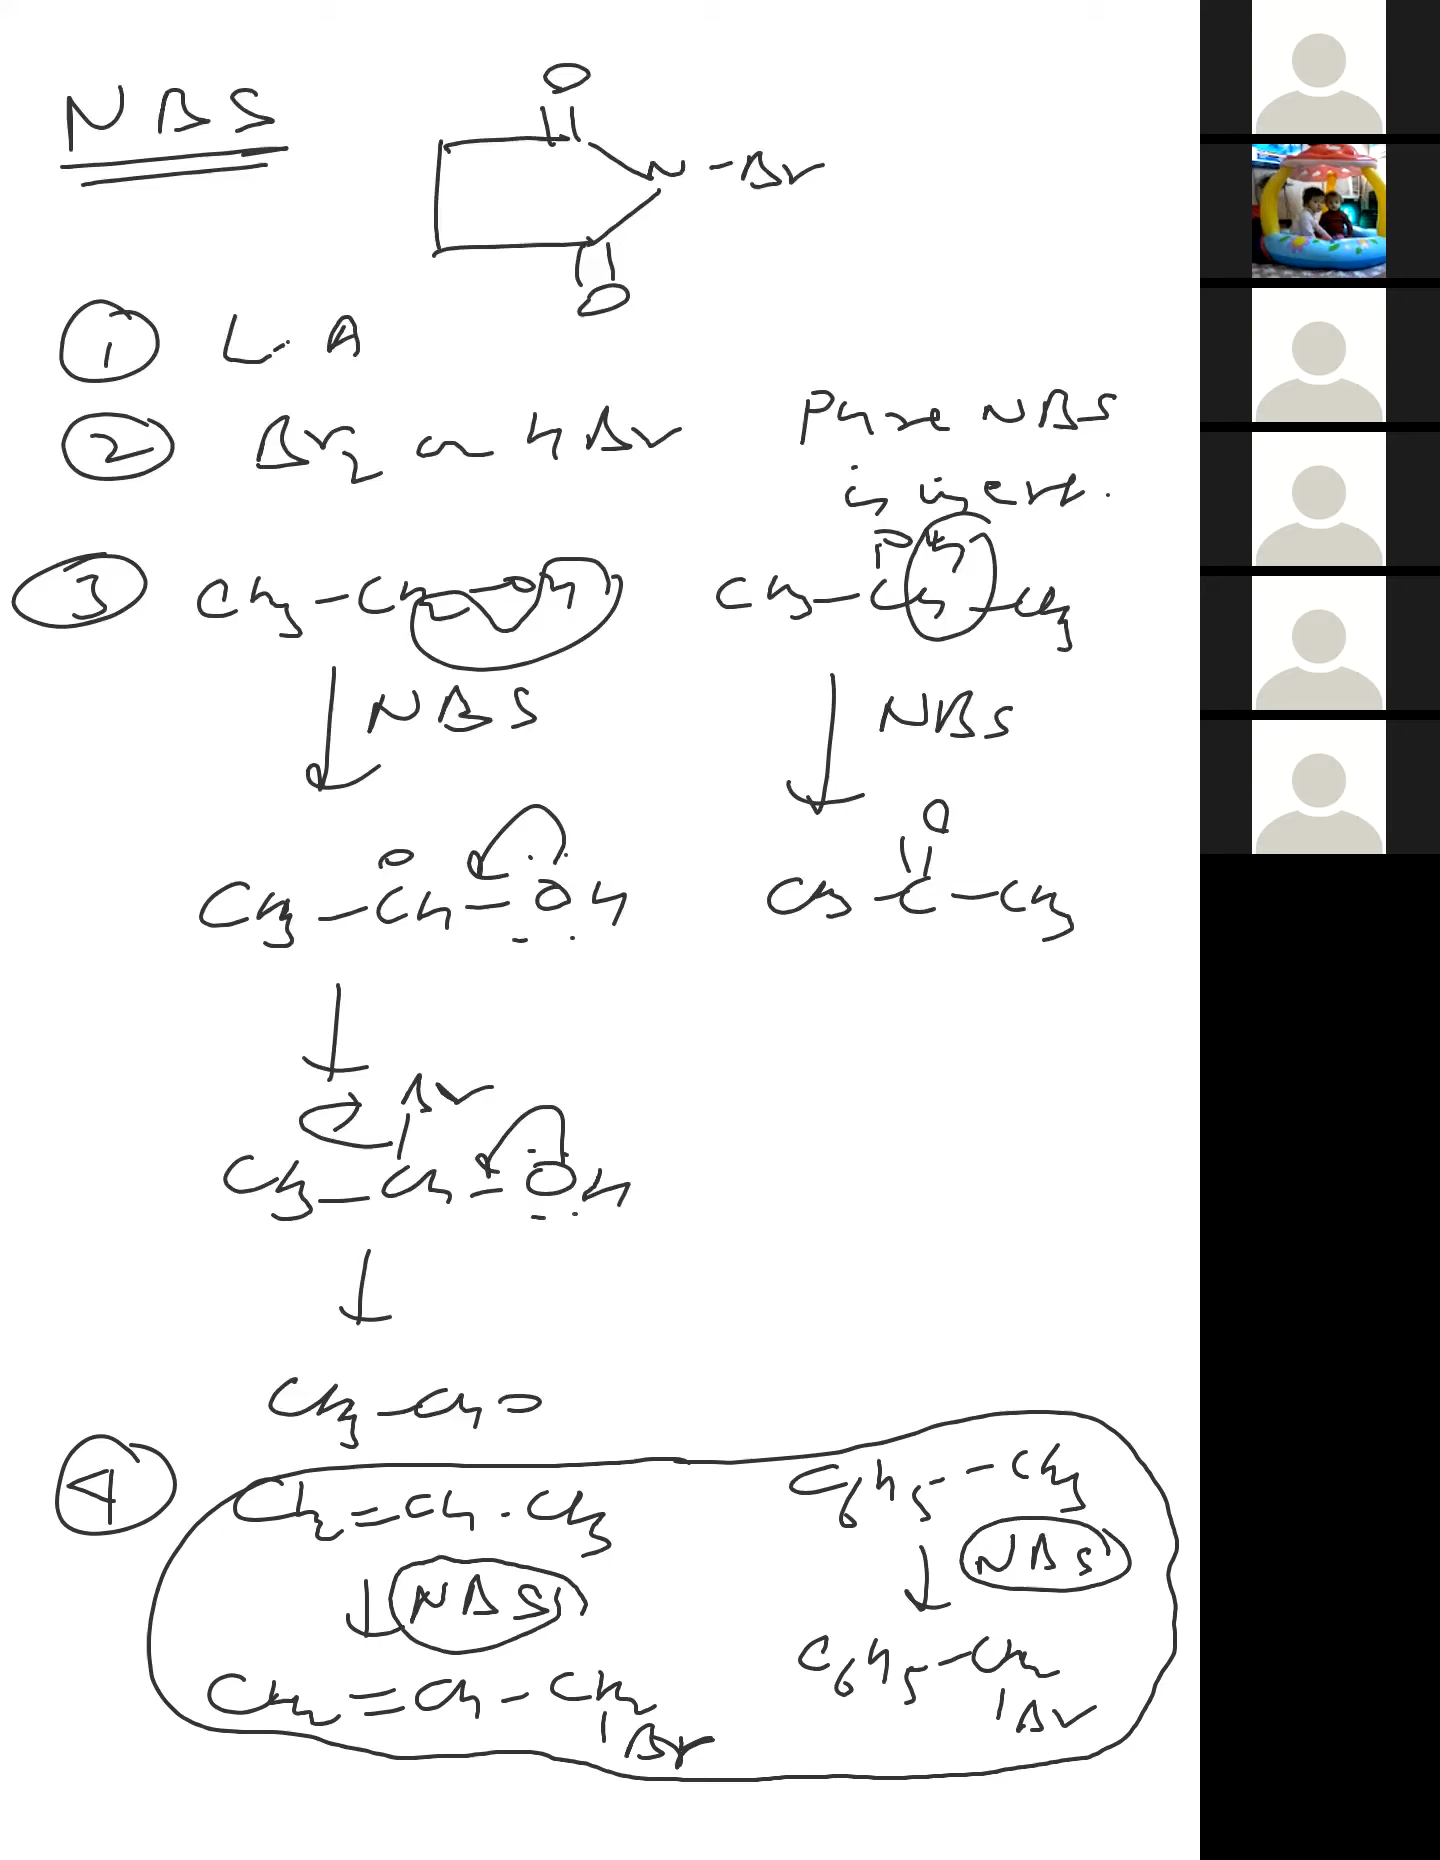 NBS
O
N-Br
O
① L.A
② Br₂ or HBr
Pure NBS
is inert.
③ CH₃-CH₂-OH
OH
CH₃-CH-CH₃
NBS
NBS
CH₃-CH-OH
O
CH₃-C-CH₃
Br
CH₃-CH-OH
CH₃-CHO
④ CH₂=CH-CH₃
C₆H₅-CH₃
NBS
NBS
CH₂=CH-CH₂
Br
C₆H₅-CH₂
Br